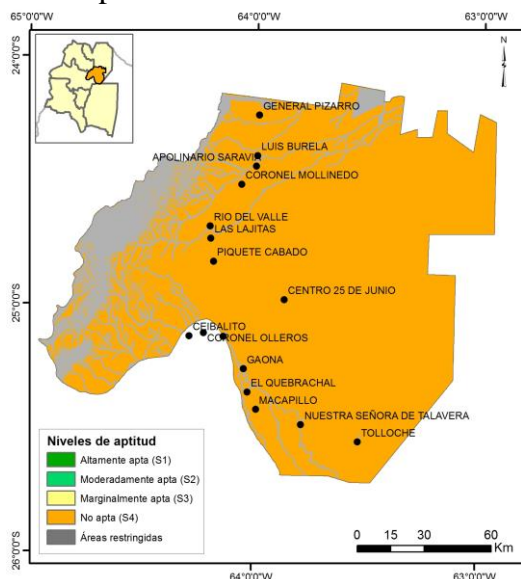 65°0'0"W 64°0'0"W 63°0'0"W
24°0'0"S
N
GENERAL PIZARRO
LUIS BURELA
APOLINARIO SARAVIA
CORONEL MOLLINEDO
RIO DEL VALLE
LAS LAJITAS
PIQUETE CABADO
25°0'0"S
CENTRO 25 DE JUNIO
CEIBALITO
CORONEL OLLEROS
GAONA
EL QUEBRACHAL
MACAPILLO
NUESTRA SEÑORA DE TALAVERA
TOLLOCHE
Niveles de aptitud
Altamente apta (S1)
Moderadamente apta (S2)
Marginalmente apta (S3)
No apta (S4)
Áreas restringidas
0 15 30 60
Km
26°0'0"S
64°0'0"W 63°0'0"W